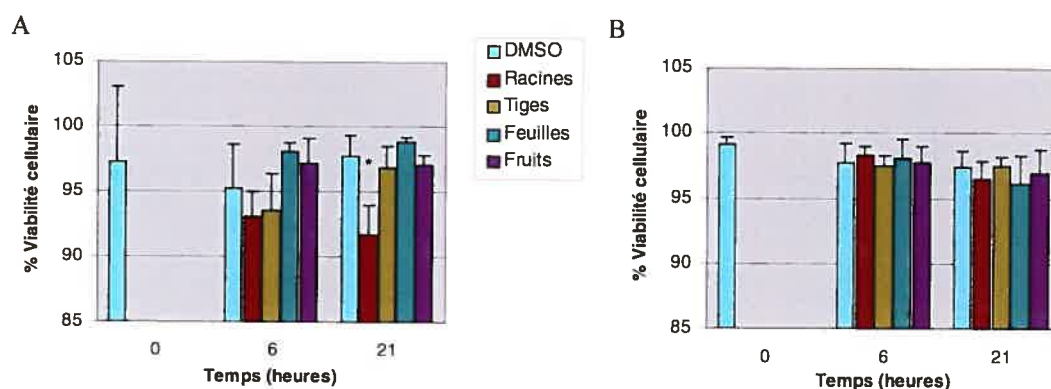 A
% Viabilité cellulaire
105
100
95
90
85
*
0 6 21
Temps (heures)
DMSO
Racines
Tiges
Feuilles
Fruits
B
% Viabilité cellulaire
105
100
95
90
85
0 6 21
Temps (heures)